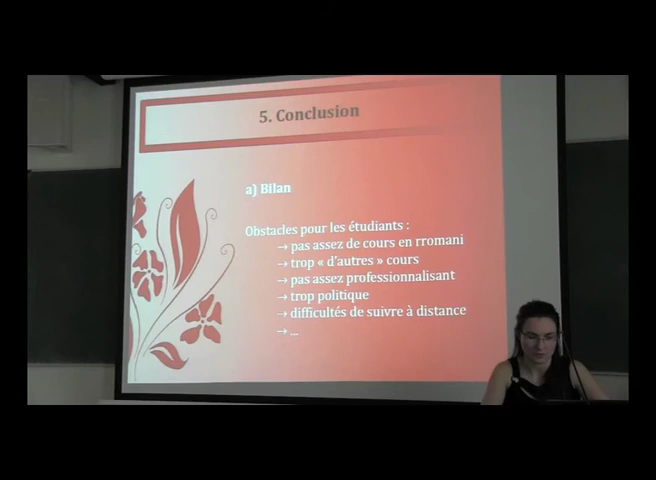 5. Conclusion
a) Bilan
Obstacles pour les étudiants :
→ pas assez de cours en rromani
→ trop « d'autres » cours
→ pas assez professionnalisant
→ trop politique
→ difficultés de suivre à distance
→ ...